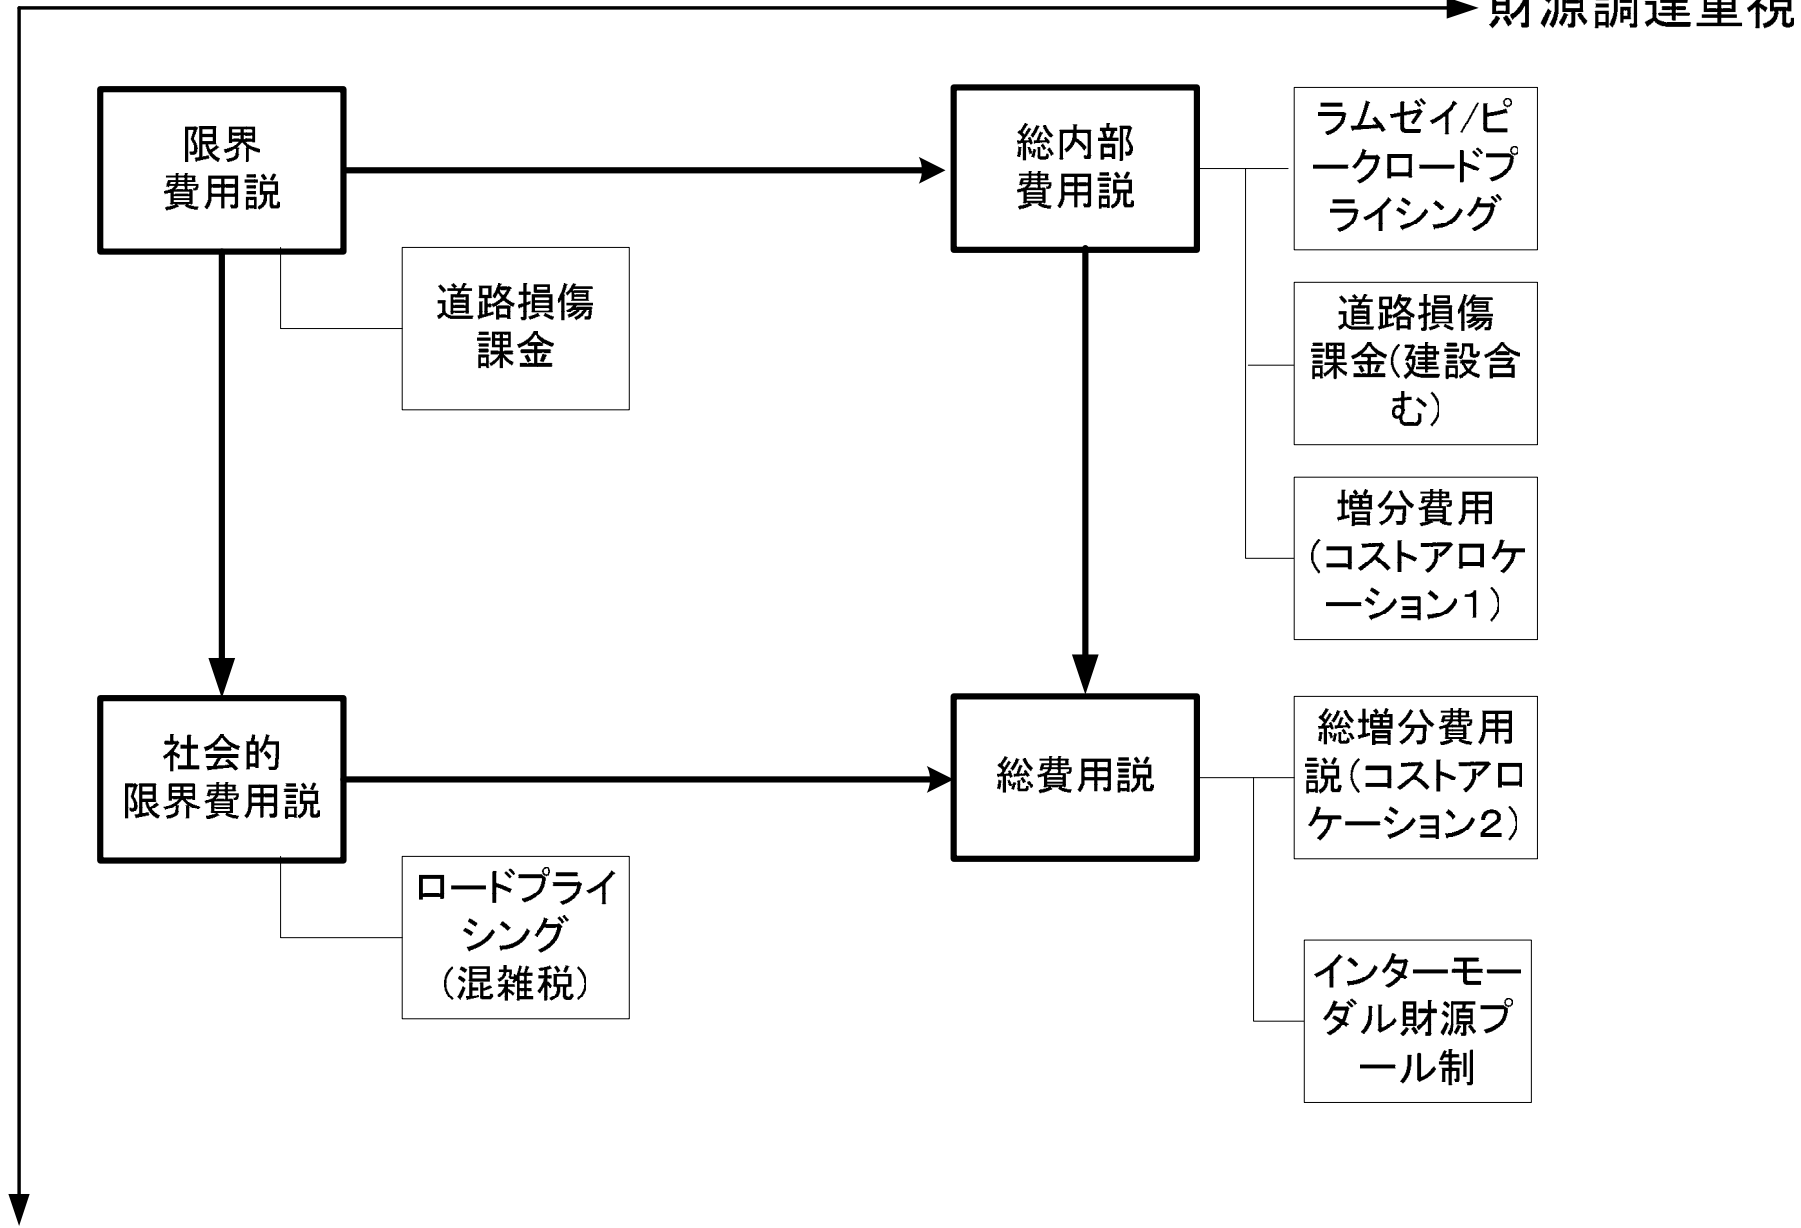 財源調達重視
限界
費用説
総内部
費用説
ラムゼイ/ピ
ークロードプ
ライシング
道路損傷
課金
道路損傷
課金(建設含
む)
増分費用
(コストアロケ
ーション1)
社会的
限界費用説
総費用説
総増分費用
説(コストアロ
ケーション2)
ロードプライ
シング
(混雑税)
インターモー
ダル財源プ
ール制